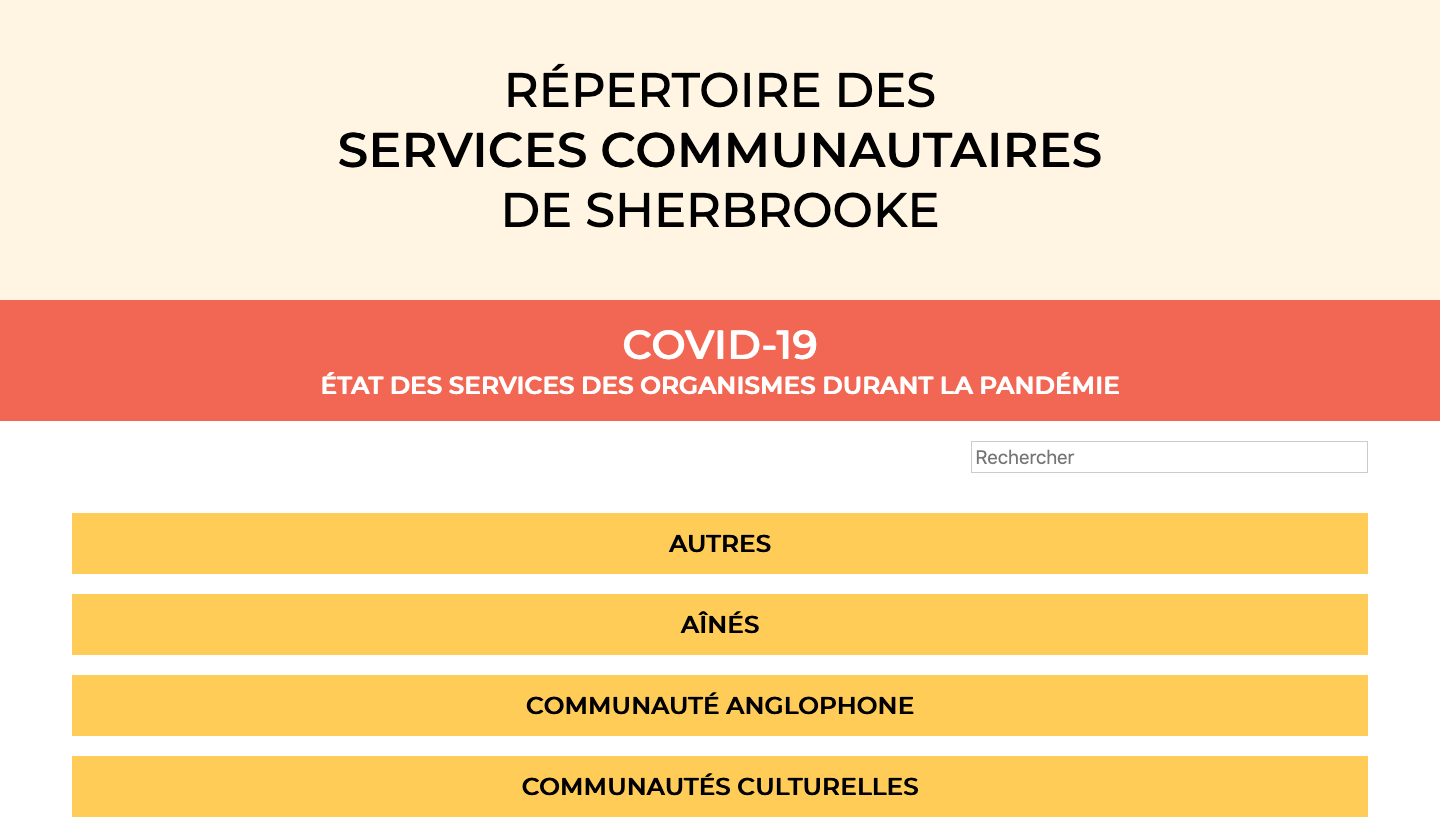 RÉPERTOIRE DES
SERVICES COMMUNAUTAIRES
DE SHERBROOKE
COVID-19
ÉTAT DES SERVICES DES ORGANISMES DURANT LA PANDÉMIE
Rechercher
AUTRES
AÎNÉS
COMMUNAUTÉ ANGLOPHONE
COMMUNAUTÉS CULTURELLES